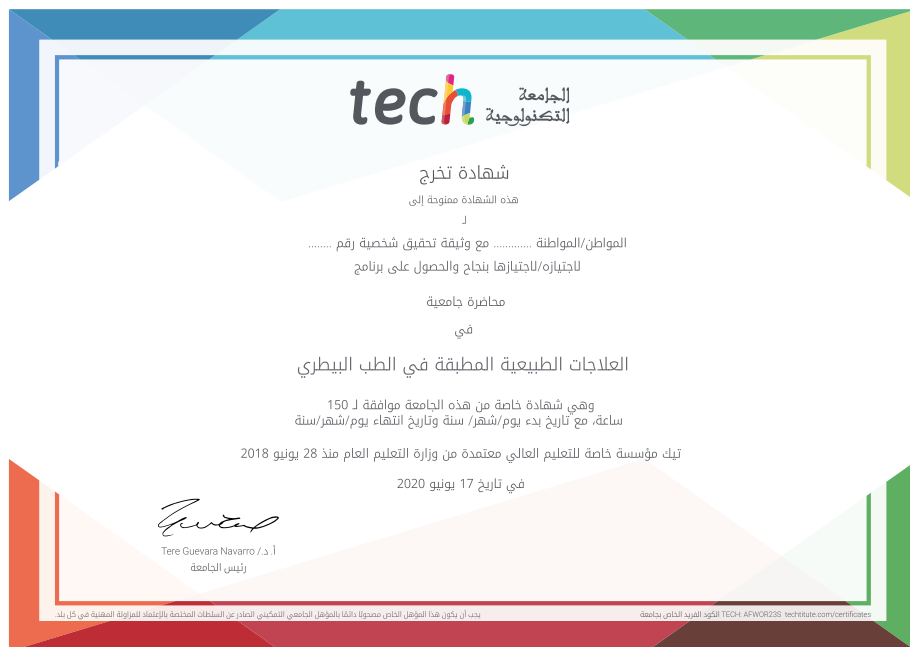 tech الجامعة
التكنولوجية
شهادة تخرج
هذه الشهادة ممنوحة إلى
لـ
المواطن/المواطنة ............. مع وثيقة تحقيق شخصية رقم ........
لاجتيازه/لاجتيازها بنجاح والحصول على برنامج
محاضرة جامعية
في
العلاجات الطبيعية المطبقة في الطب البيطري
وهي شهادة خاصة من هذه الجامعة موافقة لـ 150
ساعة، مع تاريخ بدء يوم/شهر/ سنة وتاريخ انتهاء يوم/شهر/سنة
تيك مؤسسة خاصة للتعليم العالي معتمدة من وزارة التعليم العام منذ 28 يونيو 2018
في تاريخ 17 يونيو 2020
أ. د./ Tere Guevara Navarro
رئيس الجامعة
يجب أن يكون هذا المؤهل الخاص مصحوبًا دائمًا بالمؤهل الجامعي التمكيني الصادر عن السلطات المختصة بالإعتماد للمزاولة المهنية في كل بلد.
الكود الفريد الخاص بجامعة TECH: AFWOR23S techtitute.com/certificates